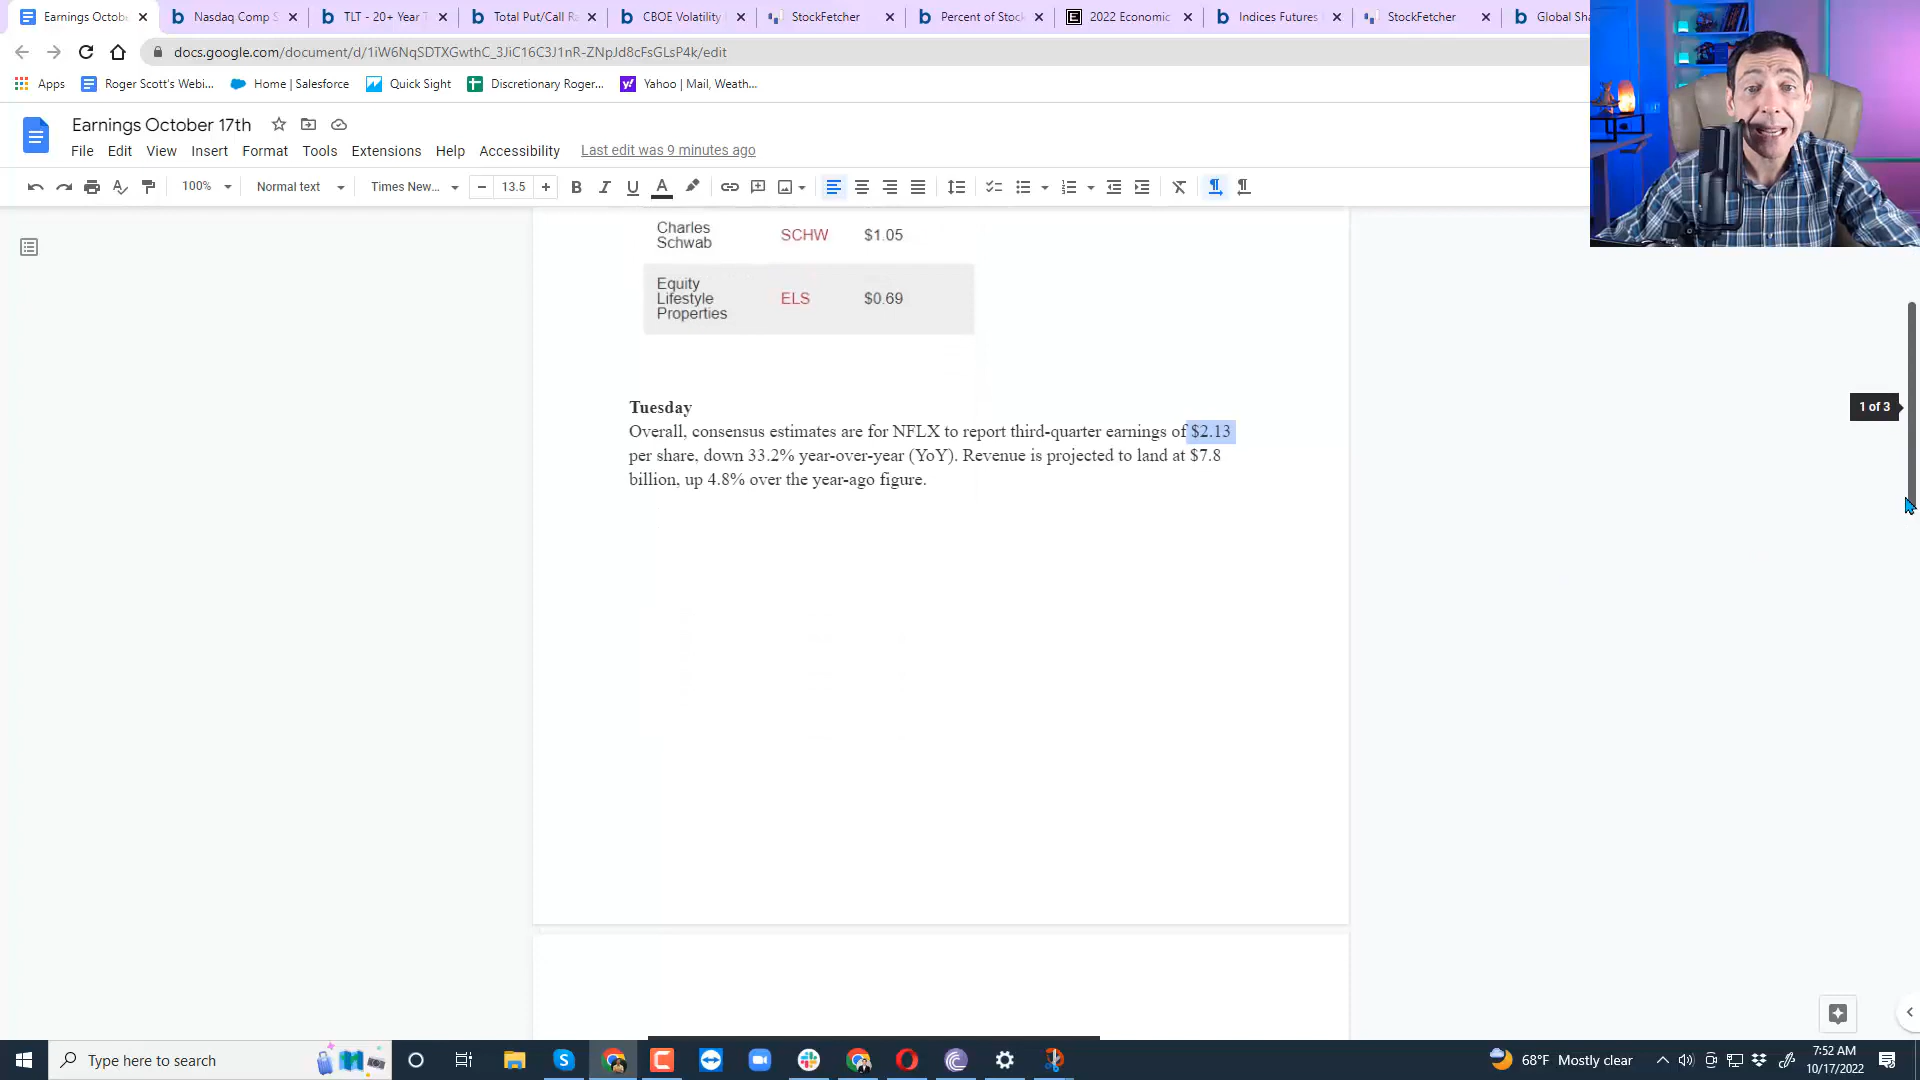 Earnings Octobe
Nasdaq Comp S
TLT - 20+ Year T
Total Put/Call Ra
CBOE Volatility I
StockFetcher
Percent of Stock
2022 Economic
Indices Futures
StockFetcher
Global Sha
docs.google.com/document/d/1iW6NqSDTXGwthC_3JiC16C3J1nR-ZNpJd8cFsGLsP4k/edit
Apps
Roger Scott's Webi...
Home | Salesforce
Quick Sight
Discretionary Roger...
Yahoo | Mail, Weath...
Earnings October 17th
File Edit View Insert Format Tools Extensions Help Accessibility Last edit was 9 minutes ago
100% Normal text Times New... 13.5
Charles
Schwab
SCHW $1.05
Equity
Lifestyle
Properties
ELS $0.69
Tuesday
Overall, consensus estimates are for NFLX to report third-quarter earnings of $2.13
per share, down 33.2% year-over-year (YoY). Revenue is projected to land at $7.8
billion, up 4.8% over the year-ago figure.
1 of 3
Type here to search
68°F Mostly clear
7:52 AM
10/17/2022